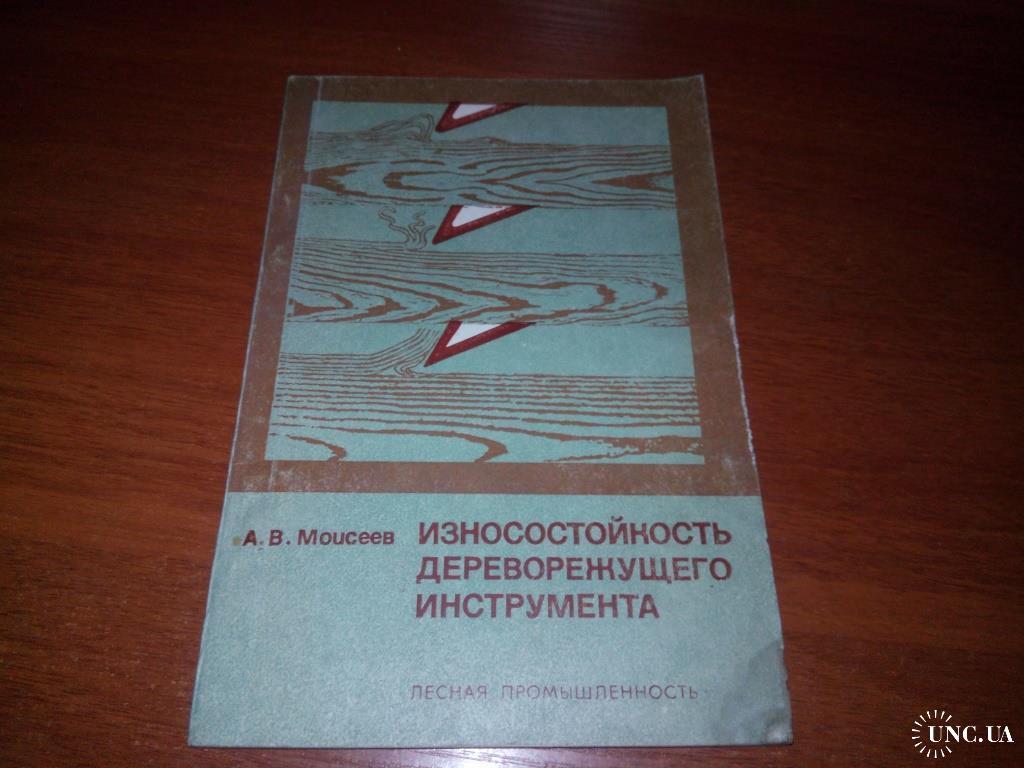 А. В. Моисеев
ИЗНОСОСТОЙКОСТЬ
ДЕРЕВОРЕЖУЩЕГО
ИНСТРУМЕНТА
ЛЕСНАЯ ПРОМЫШЛЕННОСТЬ
UNC.UA